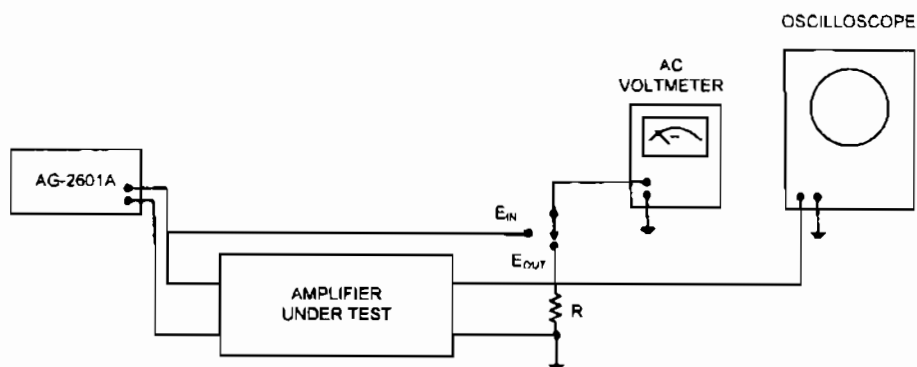 OSCILLOSCOPE
AC
VOLTMETER
AG-2601A
EIN
EOUT
AMPLIFIER
UNDER TEST
R